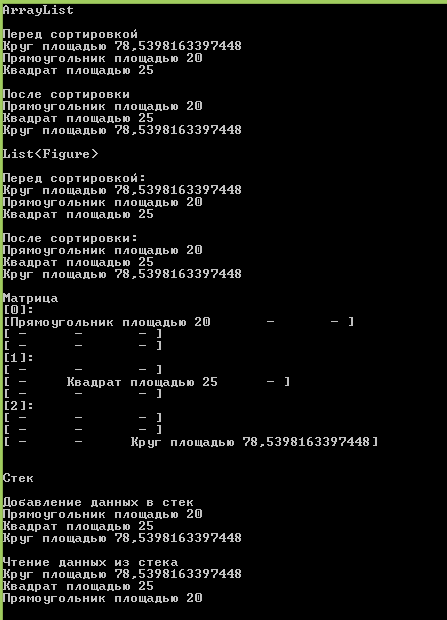 ArrayList
Перед сортировкой
Круг площадью 78,5398163397448
Прямоугольник площадью 20
Квадрат площадью 25
После сортировки
Прямоугольник площадью 20
Квадрат площадью 25
Круг площадью 78,5398163397448
List<Figure>
Перед сортировкой:
Круг площадью 78,5398163397448
Прямоугольник площадью 20
Квадрат площадью 25
После сортировки:
Прямоугольник площадью 20
Квадрат площадью 25
Круг площадью 78,5398163397448
Матрица
[0]:
[Прямоугольник площадью 20 - - ]
[ - - - ]
[ - - - ]
[1]:
[ - - - ]
[ - Квадрат площадью 25 - ]
[ - - - ]
[2]:
[ - - - ]
[ - - - ]
[ - - Круг площадью 78,5398163397448]
Стек
Добавление данных в стек
Прямоугольник площадью 20
Квадрат площадью 25
Круг площадью 78,5398163397448
Чтение данных из стека
Круг площадью 78,5398163397448
Квадрат площадью 25
Прямоугольник площадью 20